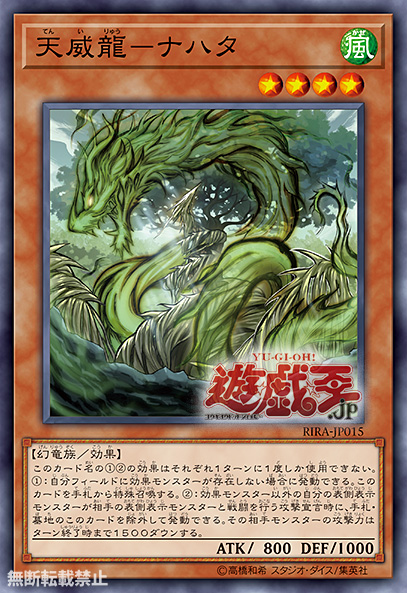 天威龍－ナハタ
風
YU-GI-OH!
遊戯王
.jp
RIRA-JP015
【幻竜族／効果】
このカード名の①②の効果はそれぞれ１ターンに１度しか使用できない。
①：自分フィールドに効果モンスターが存在しない場合に発動できる。この
カードを手札から特殊召喚する。②：効果モンスター以外の自分の表側表示
モンスターが相手の表側表示モンスターと戦闘を行う攻撃宣言時に、手札・
墓地のこのカードを除外して発動できる。その相手モンスターの攻撃力は
ターン終了時まで１５００ダウンする。
ATK/ 800 DEF/1000
無断転載禁止
©高橋和希 スタジオ・ダイス/集英社